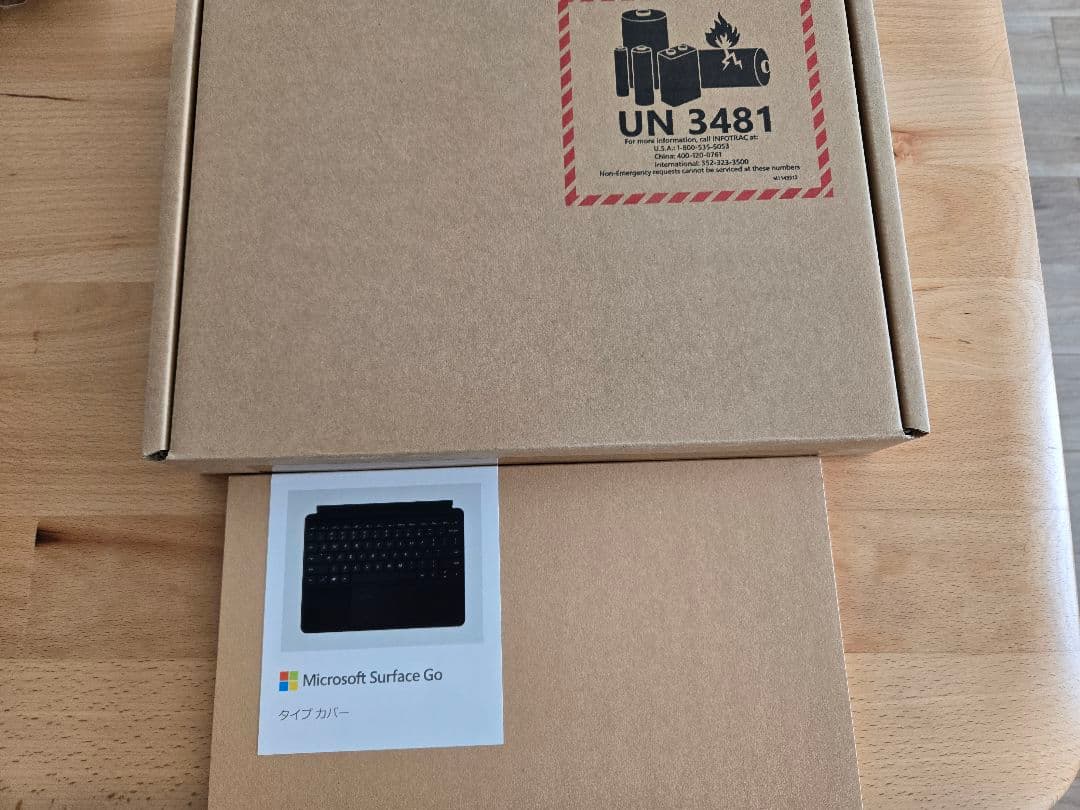 UN 3481
For more information, call INFOTRAC at:
U.S.A.: 1-800-535-5053
China: 400-120-0761
International: 352-323-3500
Non-Emergency requests cannot be serviced at these numbers
Microsoft Surface Go
タイプ カバー